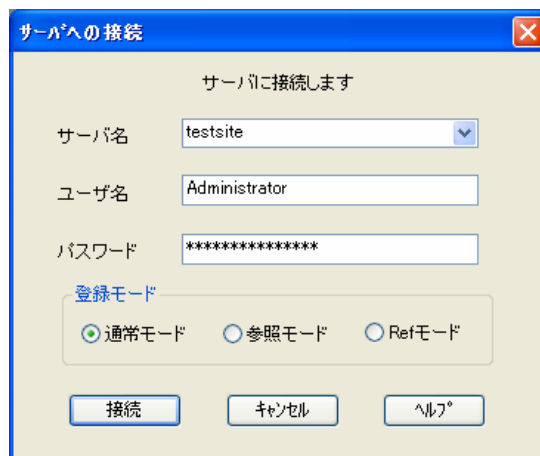 サーバへの接続
サーバに接続します
サーバ名 testsite
ユーザ名 Administrator
パスワード ***************
登録モード
通常モード 参照モード Refモード
接続 ｷｬﾝｾﾙ ﾍﾙﾌﾟ